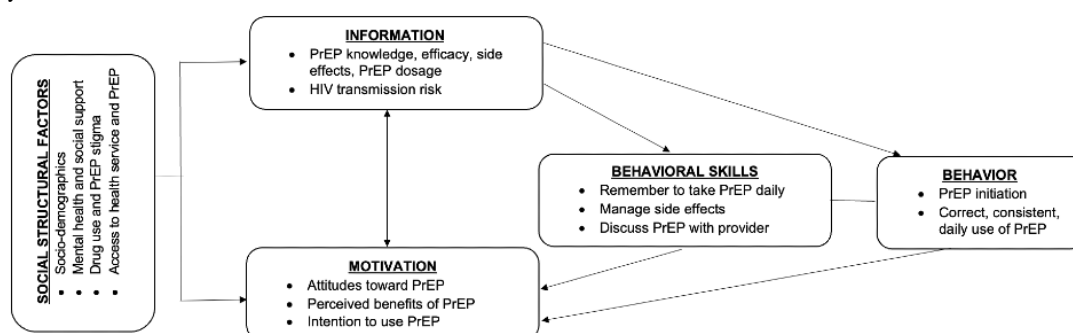 y
SOCIAL STRUCTURAL FACTORS
• Socio-demographics
• Mental health and social support
• Drug use and PrEP stigma
• Access to health service and PrEP
INFORMATION
• PrEP knowledge, efficacy, side
effects, PrEP dosage
• HIV transmission risk
BEHAVIORAL SKILLS
• Remember to take PrEP daily
• Manage side effects
• Discuss PrEP with provider
BEHAVIOR
• PrEP initiation
• Correct, consistent,
daily use of PrEP
MOTIVATION
• Attitudes toward PrEP
• Perceived benefits of PrEP
• Intention to use PrEP